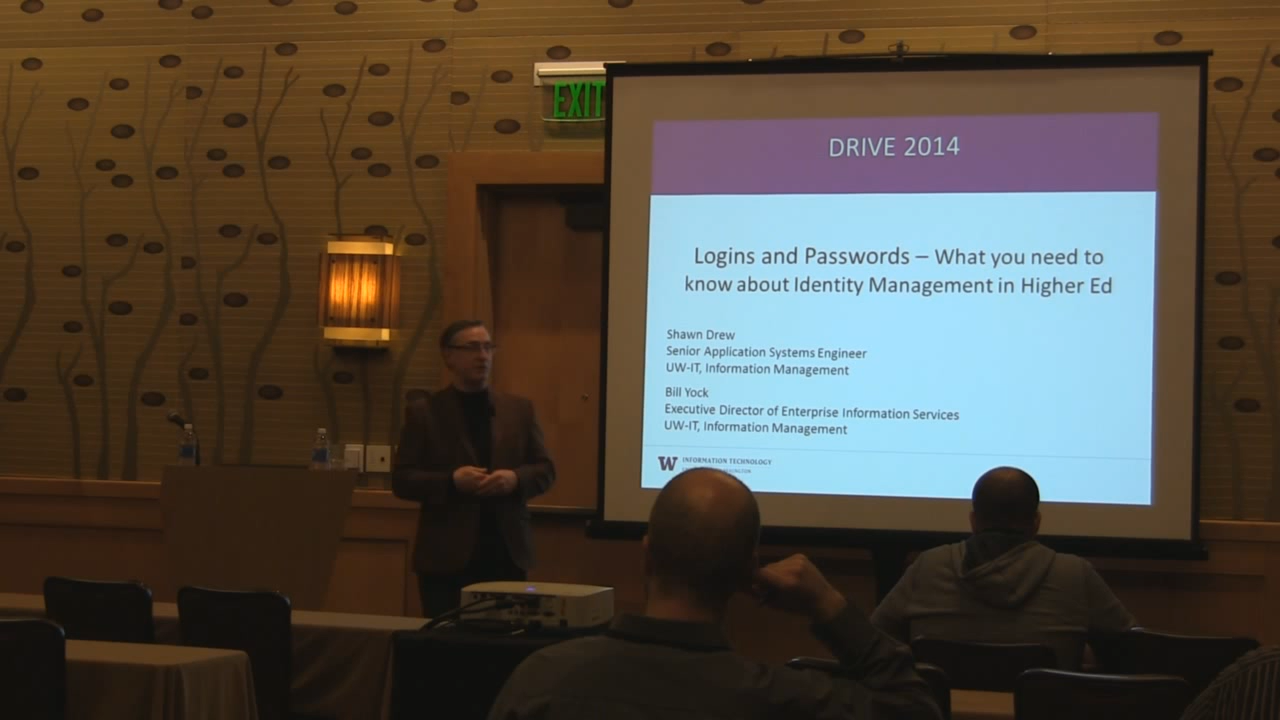 EXIT
DRIVE 2014
Logins and Passwords – What you need to
know about Identity Management in Higher Ed
Shawn Drew
Senior Application Systems Engineer
UW-IT, Information Management
Bill Yock
Executive Director of Enterprise Information Services
UW-IT, Information Management
W INFORMATION TECHNOLOGY